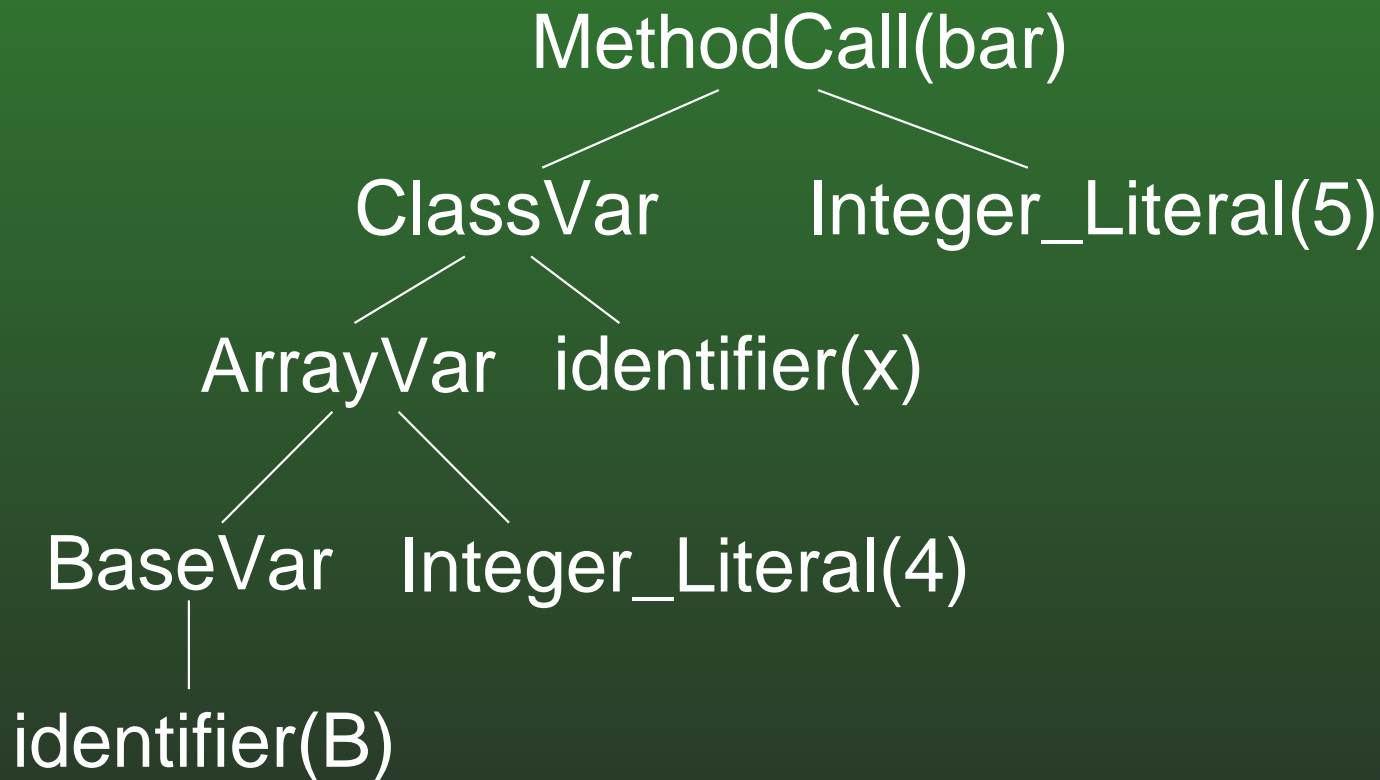 MethodCall(bar)
ClassVar Integer_Literal(5)
ArrayVar identifier(x)
BaseVar Integer_Literal(4)
identifier(B)